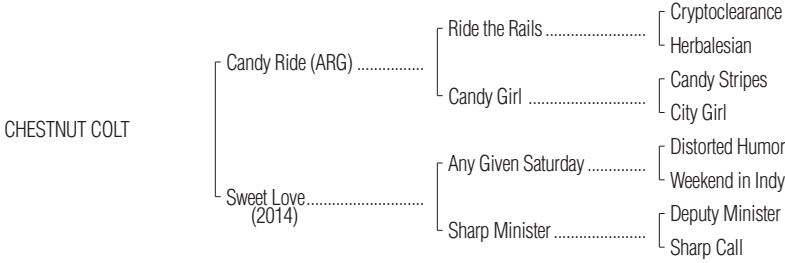 Cryptoclearance
Ride the Rails ........................
Herbalesian
Candy Ride (ARG) ................
Candy Stripes
Candy Girl ............................
City Girl
CHESTNUT COLT
Distorted Humor
Any Given Saturday ..............
Weekend in Indy
Sweet Love............................
(2014)
Deputy Minister
Sharp Minister ......................
Sharp Call